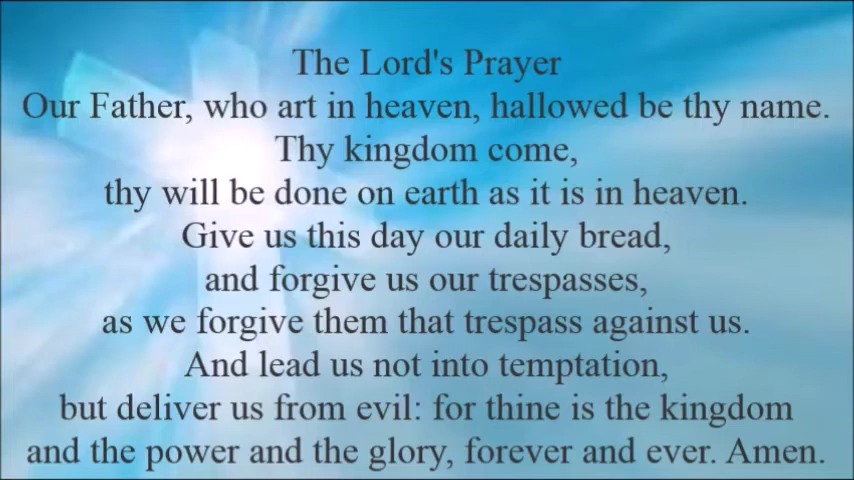 The Lord's Prayer
Our Father, who art in heaven, hallowed be thy name.
Thy kingdom come,
thy will be done on earth as it is in heaven.
Give us this day our daily bread,
and forgive us our trespasses,
as we forgive them that trespass against us.
And lead us not into temptation,
but deliver us from evil: for thine is the kingdom
and the power and the glory, forever and ever. Amen.